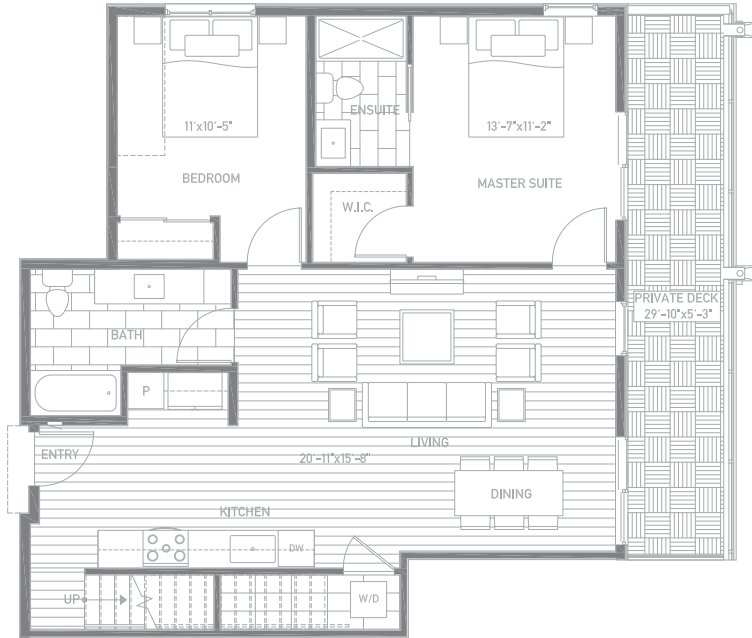 11'x10'-5"
BEDROOM
ENSUITE
13'-7"x11'-2"
MASTER SUITE
W.I.C.
PRIVATE DECK
29'-10"x5'-3"
BATH
P
ENTRY
LIVING
20'-11"x15'-8"
DINING
KITCHEN
DW
UP
W/D